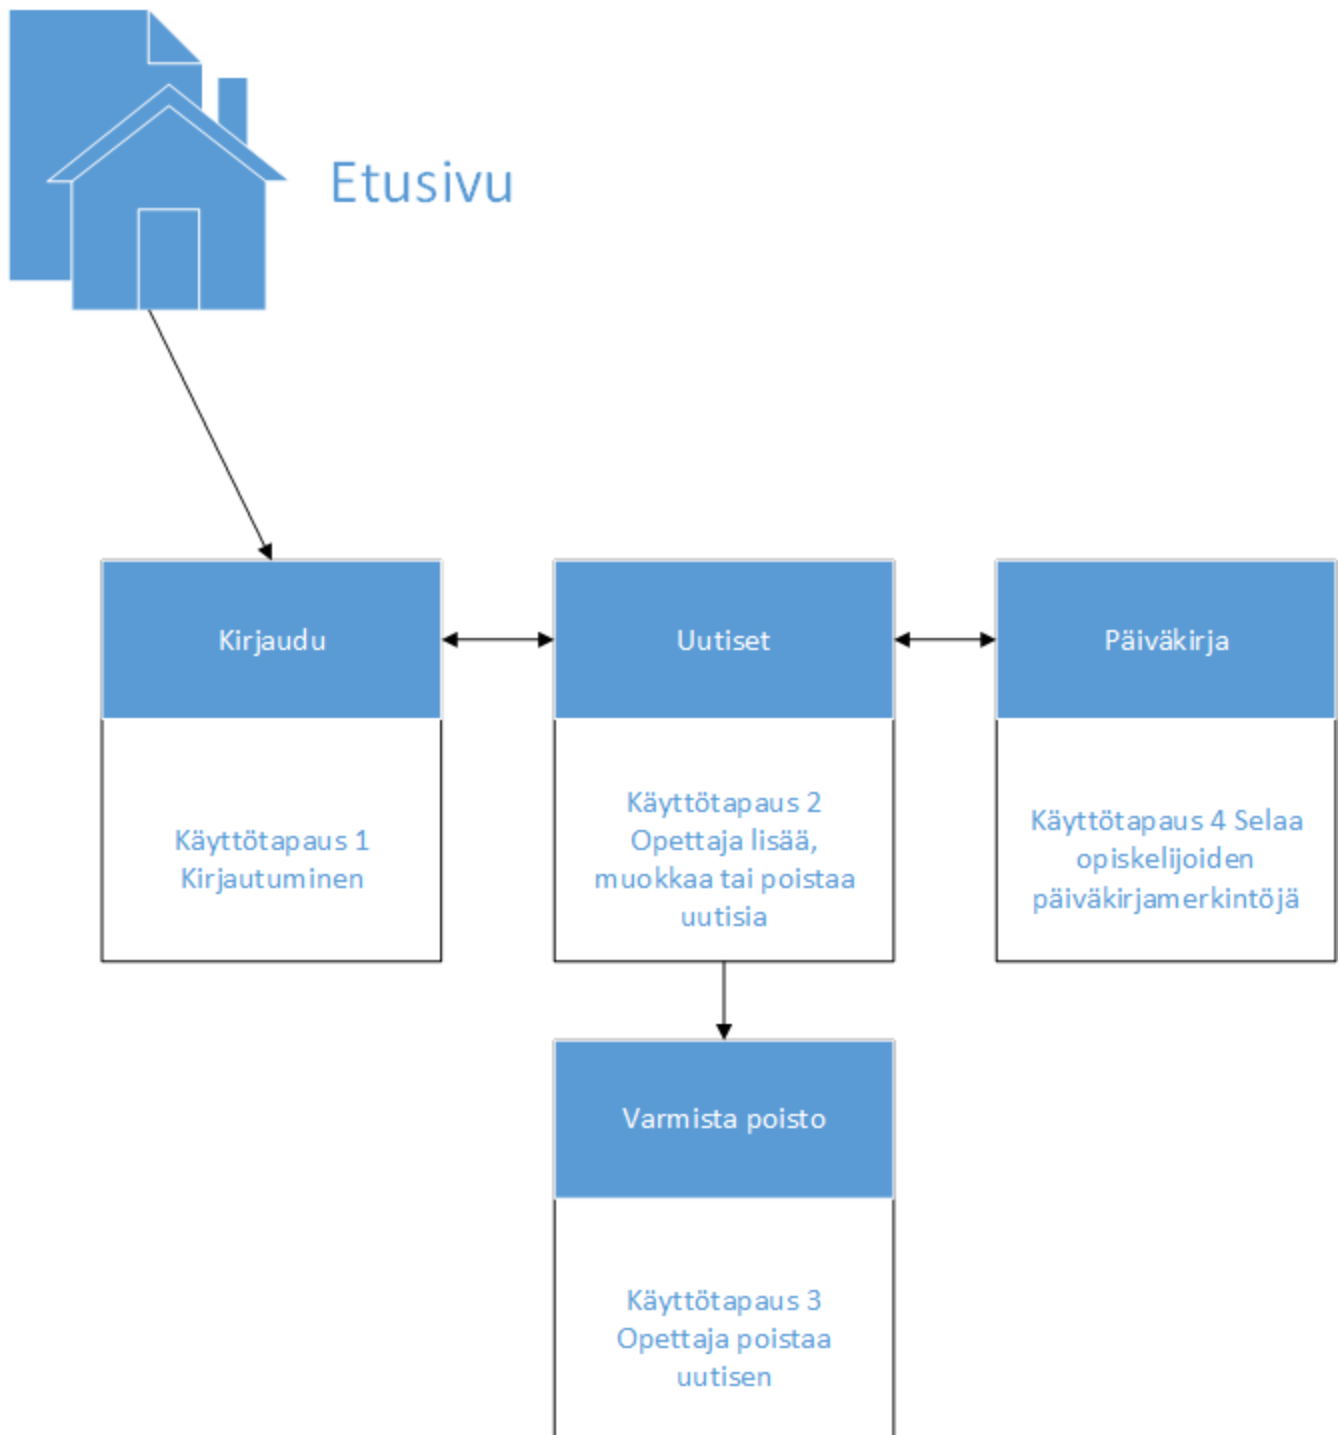 Etusivu
Kirjaudu
Käyttötapaus 1
Kirjautuminen
Uutiset
Käyttötapaus 2
Opettaja lisää,
muokkaa tai poistaa
uutisia
Päiväkirja
Käyttötapaus 4 Selaa
opiskelijoiden
päiväkirjamerkintöjä
Varmista poisto
Käyttötapaus 3
Opettaja poistaa
uutisen